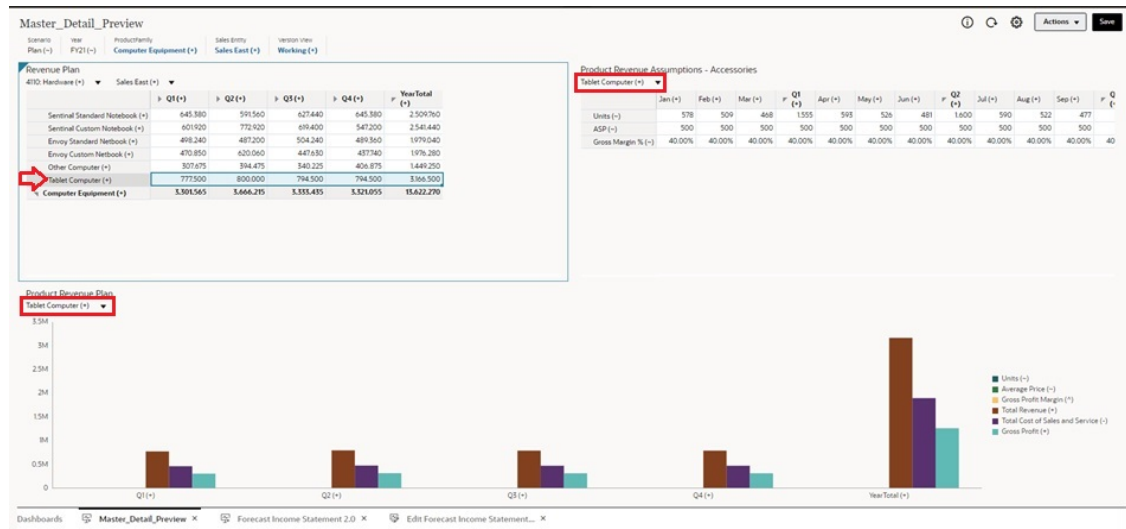 Master_Detail_Preview
Actions
Save
Scenario Year ProductFamily Sales Entity Version View
Plan (~) FY21 (~) Computer Equipment (+) Sales East (+) Working (+)
Revenue Plan
4110: Hardware (+) Sales East (+)
Q1 (+) Q2 (+) Q3 (+) Q4 (+) YearTotal (+)
Sentinal Standard Notebook (+) 645.380 591.560 627.440 645.380 2.509.760
Sentinal Custom Notebook (+) 601.920 772.920 619.400 547.200 2.541.440
Envoy Standard Netbook (+) 498.240 487.200 504.240 489.360 1.979.040
Envoy Custom Netbook (+) 470.850 620.060 447.630 437.740 1.976.280
Other Computer (+) 307.675 394.475 340.225 406.875 1.449.250
Tablet Computer (+) 777.500 800.000 794.500 794.500 3.166.500
Computer Equipment (+) 3.301.565 3.666.215 3.333.435 3.321.055 13.622.270
Product Revenue Assumptions - Accessories
Tablet Computer (+)
Jan (+) Feb (+) Mar (+) Q1 (+) Apr (+) May (+) Jun (+) Q2 (+) Jul (+) Aug (+) Sep (+) Q (+
Units (~) 578 509 468 1.555 593 526 481 1.600 590 522 477
ASP (~) 500 500 500 500 500 500 500 500 500 500 500
Gross Margin % (~) 40.00% 40.00% 40.00% 40.00% 40.00% 40.00% 40.00% 40.00% 40.00% 40.00% 40.00% 40
Product Revenue Plan
Tablet Computer (+)
3.5M
3M
2.5M
2M
1.5M
1M
0.5M
0
Q1 (+) Q2 (+) Q3 (+) Q4 (+) YearTotal (+)
Units (~)
Average Price (~)
Gross Profit Margin (^)
Total Revenue (+)
Total Cost of Sales and Service (-)
Gross Profit (+)
Dashboards Master_Detail_Preview × Forecast Income Statement 2.0 × Edit Forecast Income Statement... ×